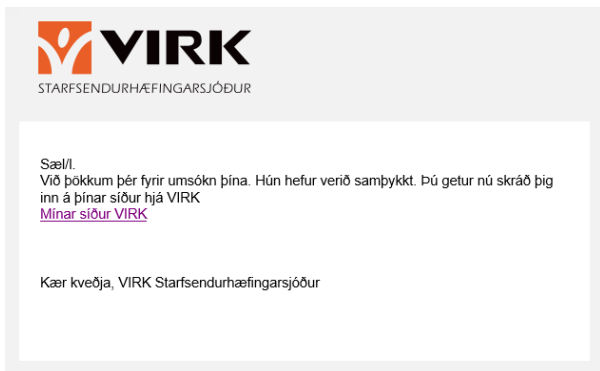 VIRK
STARFSENDURHÆFINGARSJÓÐUR
Sæl/l.
Við þökkum þér fyrir umsókn þína. Hún hefur verið samþykkt. Þú getur nú skráð þig
inn á þínar síður hjá VIRK
Mínar síður VIRK
Kær kveðja, VIRK Starfsendurhæfingarsjóður